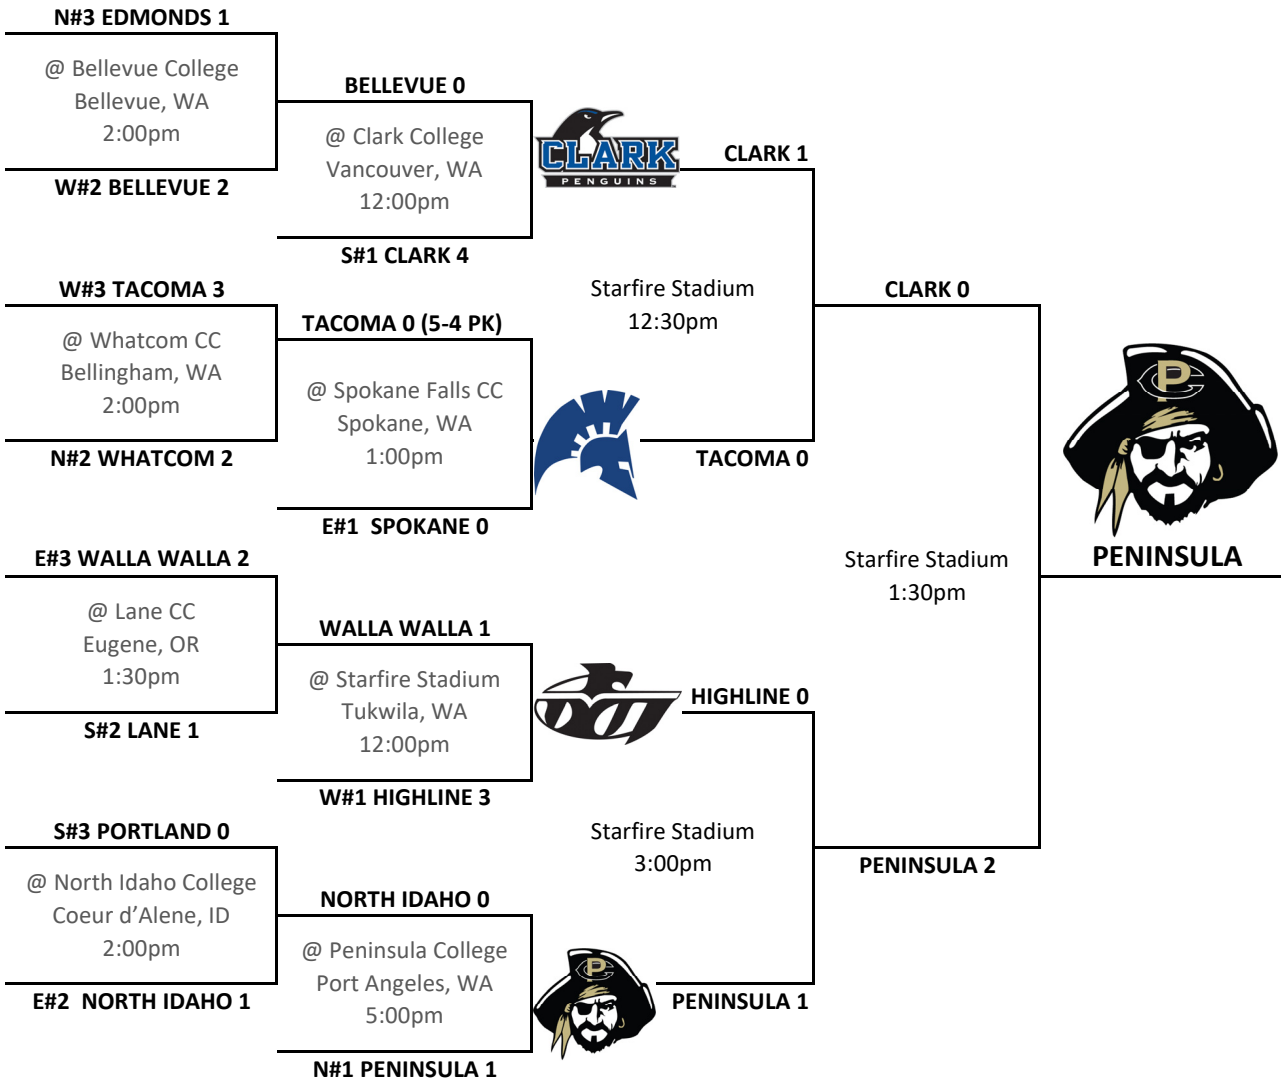 N#3 EDMONDS 1
@ Bellevue College
Bellevue, WA
2:00pm
W#2 BELLEVUE 2
W#3 TACOMA 3
@ Whatcom CC
Bellingham, WA
2:00pm
N#2 WHATCOM 2
E#3 WALLA WALLA 2
@ Lane CC
Eugene, OR
1:30pm
S#2 LANE 1
S#3 PORTLAND 0
@ North Idaho College
Coeur d’Alene, ID
2:00pm
E#2 NORTH IDAHO 1
BELLEVUE 0
@ Clark College
Vancouver, WA
12:00pm
S#1 CLARK 4
TACOMA 0 (5-4 PK)
@ Spokane Falls CC
Spokane, WA
1:00pm
E#1 SPOKANE 0
WALLA WALLA 1
@ Starfire Stadium
Tukwila, WA
12:00pm
W#1 HIGHLINE 3
NORTH IDAHO 0
@ Peninsula College
Port Angeles, WA
5:00pm
N#1 PENINSULA 1
CLARK
PENGUINS
CLARK 1
Starfire Stadium
12:30pm
TACOMA 0
HIGHLINE 0
Starfire Stadium
3:00pm
PENINSULA 1
PC
CLARK 0
Starfire Stadium
1:30pm
PENINSULA 2
PC
PENINSULA